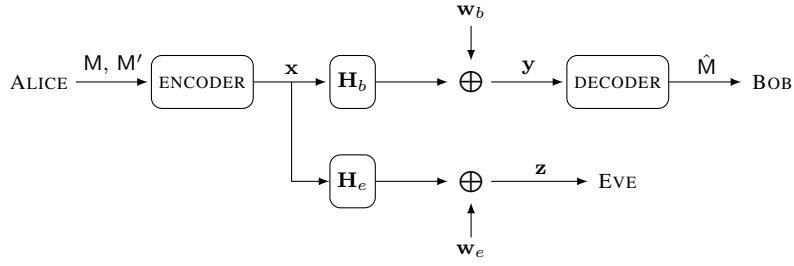 w_b
ALICE M, M′ ENCODER x H_b ⊕ y DECODER M̂ BOB
H_e ⊕ z EVE
w_e